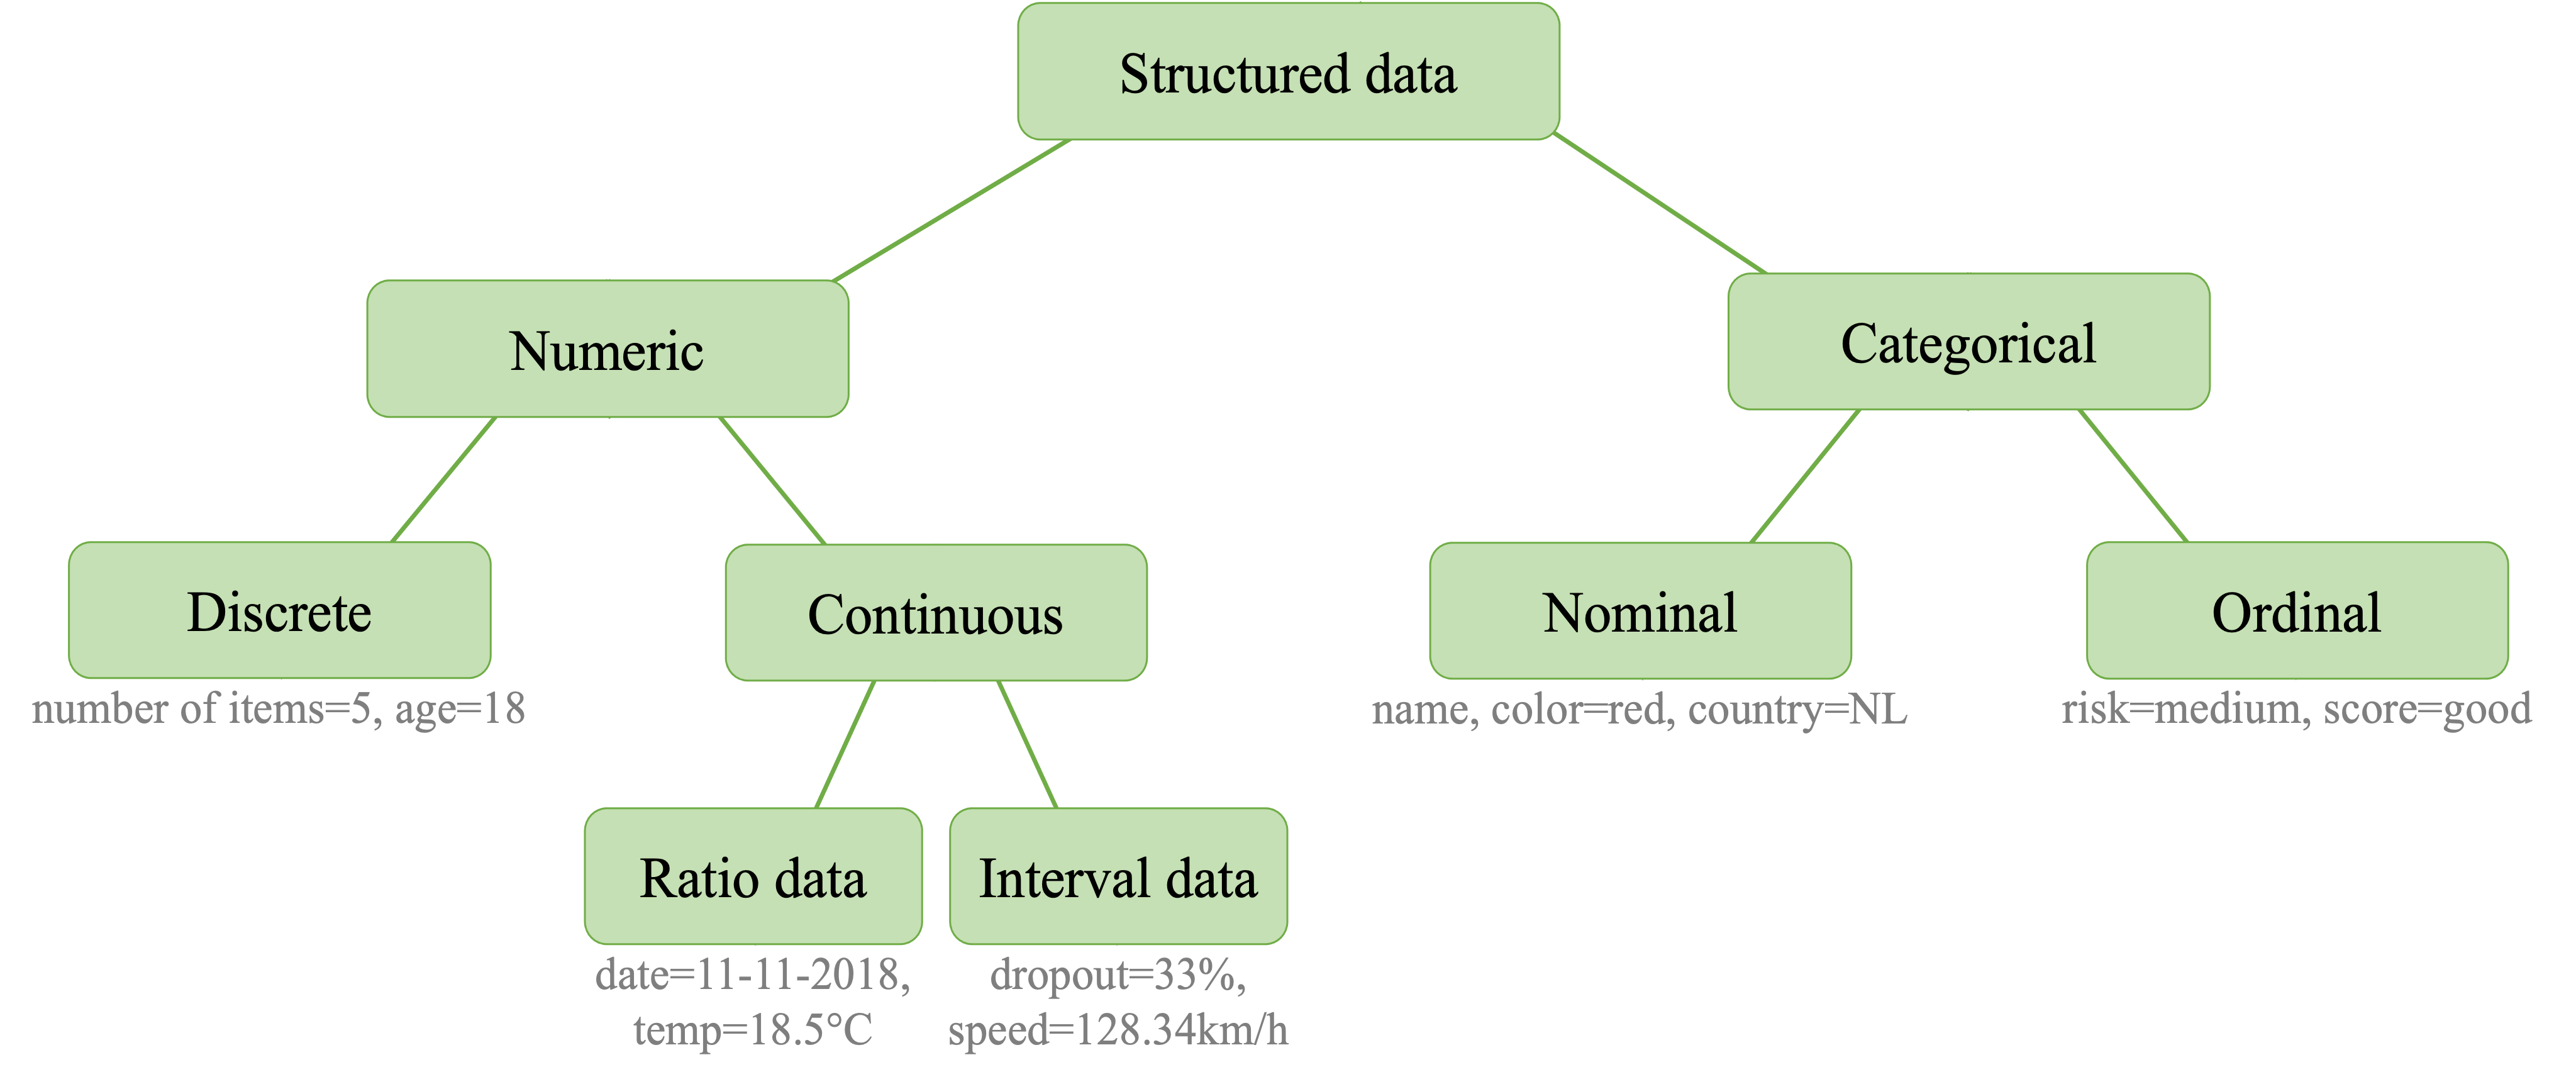 Structured data
Numeric
Categorical
Discrete
Continuous
Nominal
Ordinal
number of items=5, age=18
name, color=red, country=NL
risk=medium, score=good
Ratio data
Interval data
date=11-11-2018,
temp=18.5°C
dropout=33%,
speed=128.34km/h